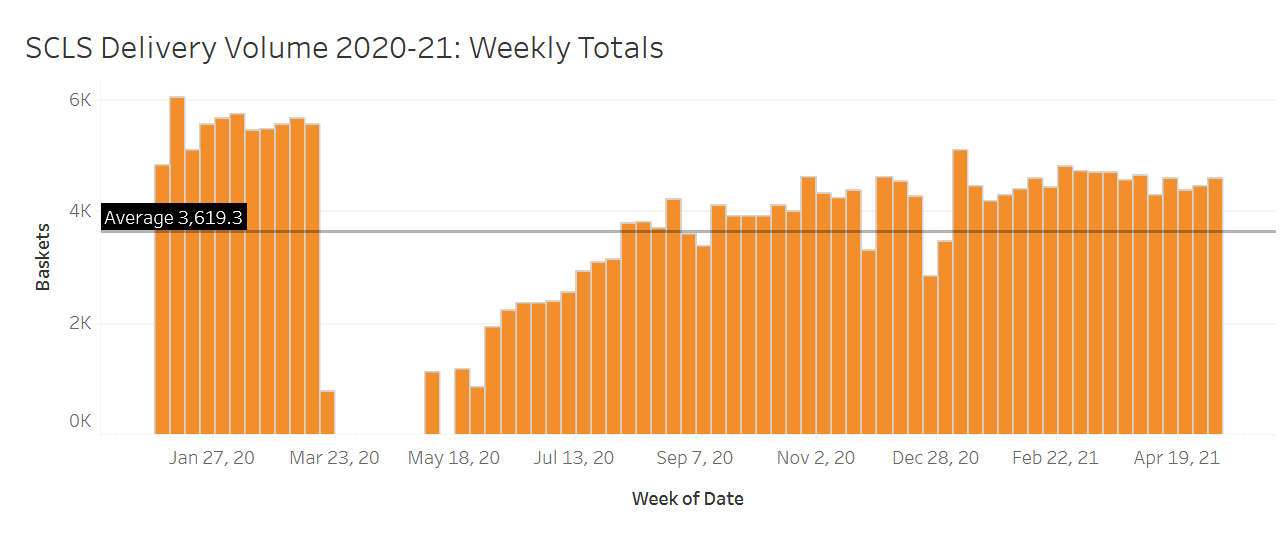 SCLS Delivery Volume 2020-21: Weekly Totals
6K
4K
Average 3,619.3
2K
0K
Baskets
Jan 27, 20 Mar 23, 20 May 18, 20 Jul 13, 20 Sep 7, 20 Nov 2, 20 Dec 28, 20 Feb 22, 21 Apr 19, 21
Week of Date